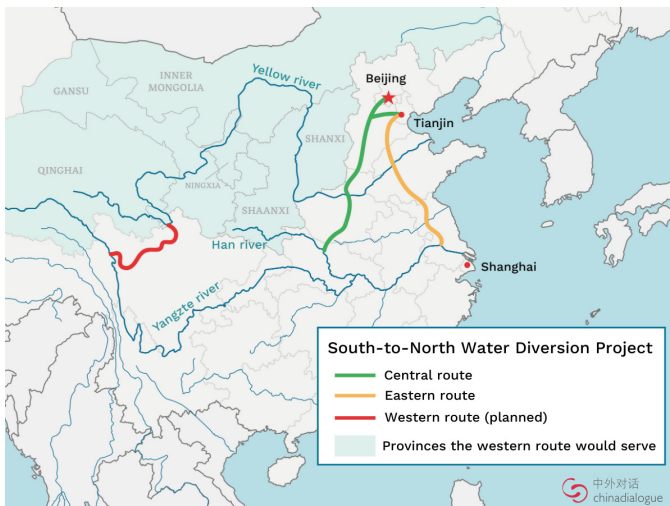 Beijing
Yellow river
INNER
MONGOLIA
GANSU
Tianjin
SHANXI
QINGHAI
NINGXIA
SHAANXI
Han river
Shanghai
Yangzte river
South-to-North Water Diversion Project
Central route
Eastern route
Western route (planned)
Provinces the western route would serve
中外对话
chinadialogue